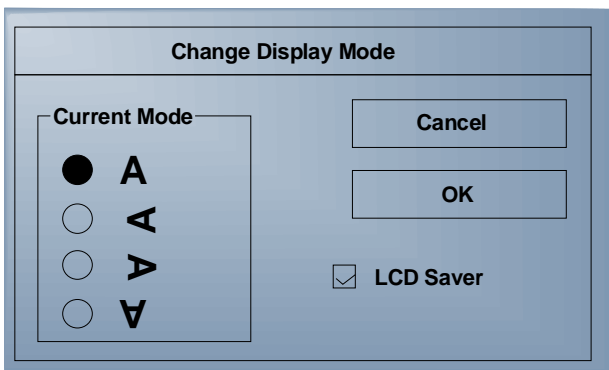 Change Display Mode
Current Mode
A
A
A
A
Cancel
OK
LCD Saver